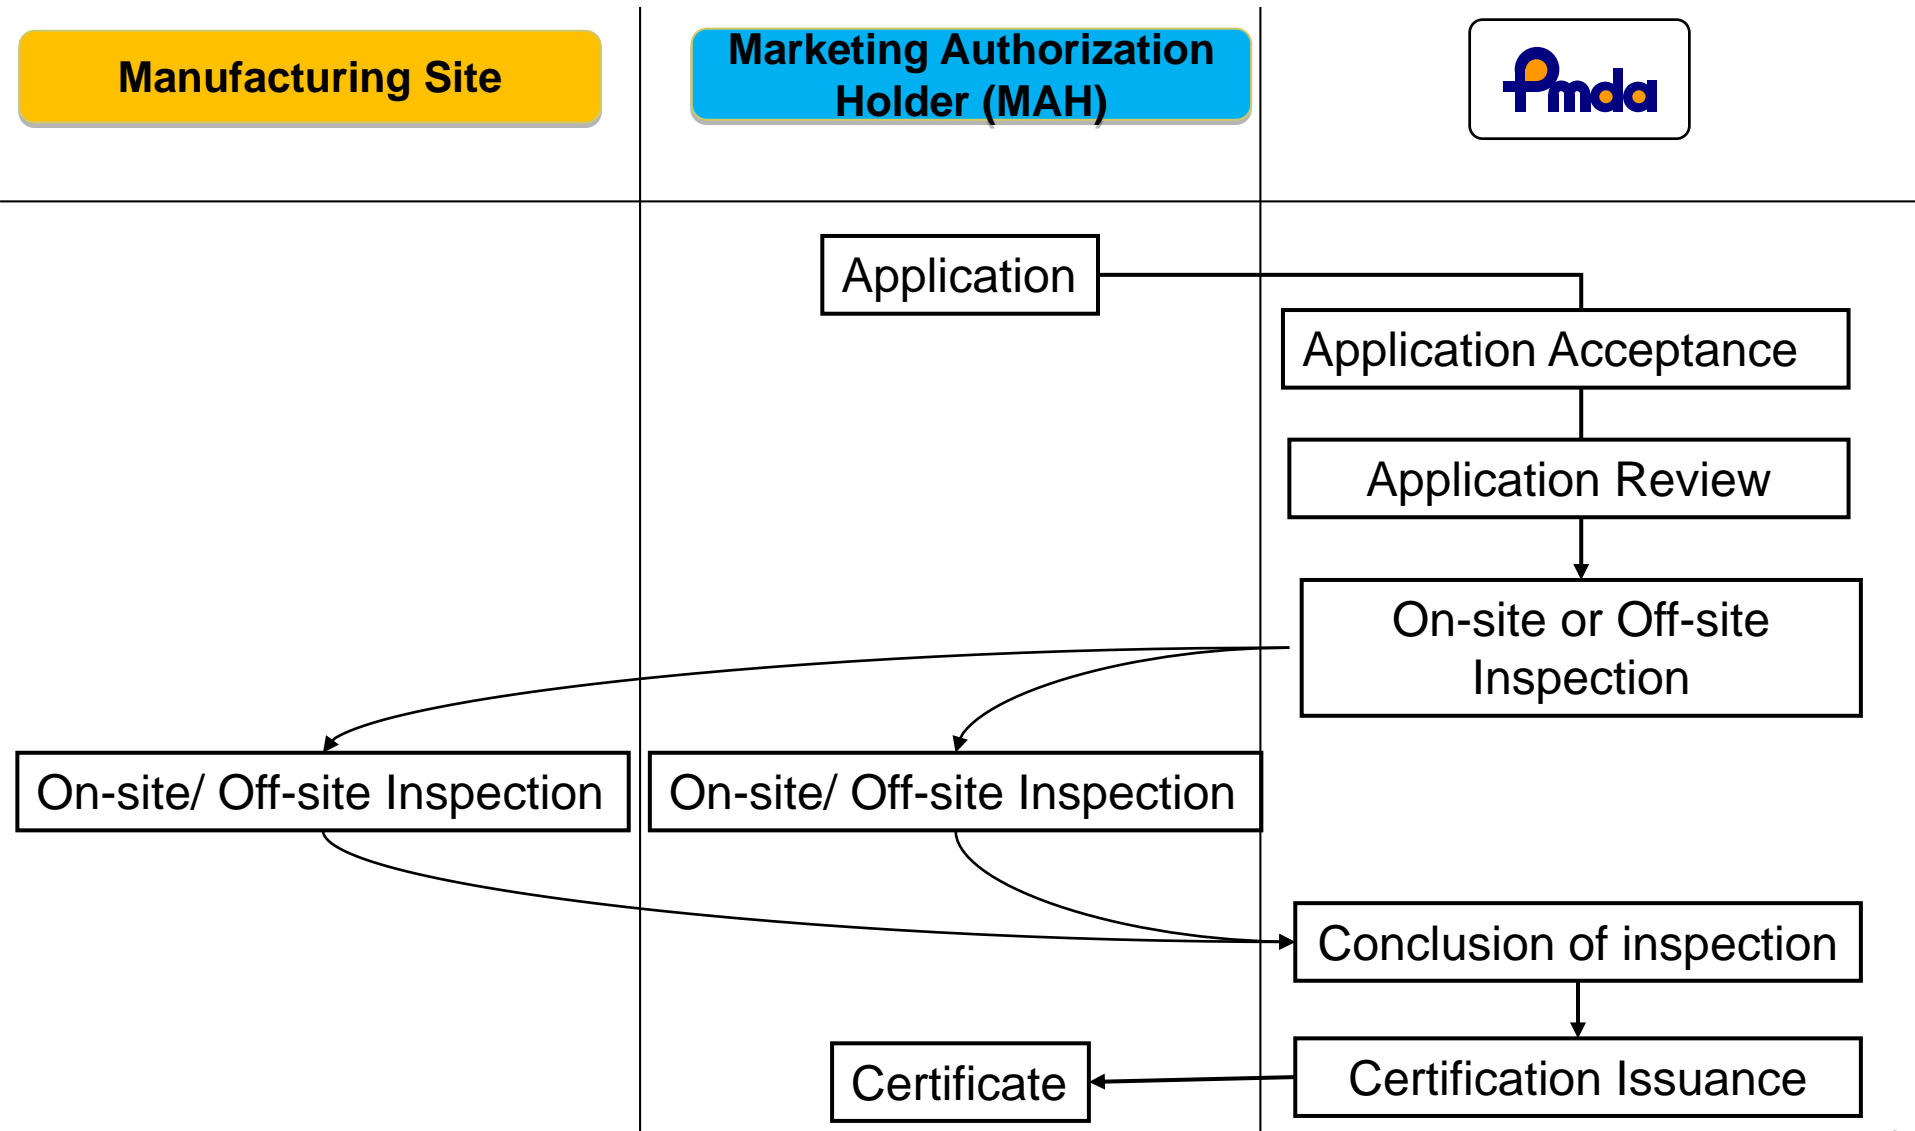 Manufacturing Site
Marketing Authorization
Holder (MAH)
Pmda
Application
Application Acceptance
Application Review
On-site or Off-site
Inspection
On-site/ Off-site Inspection
On-site/ Off-site Inspection
Conclusion of inspection
Certification Issuance
Certificate